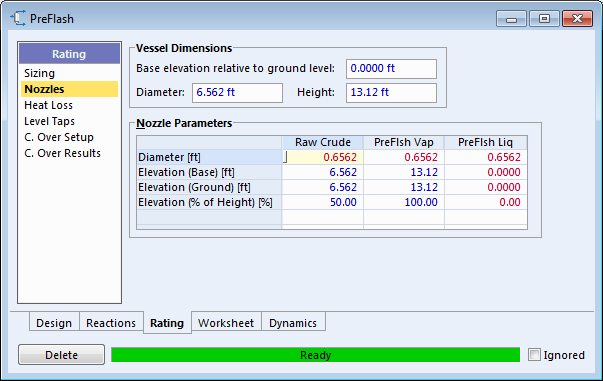 PreFlash
Rating
Sizing
Nozzles
Heat Loss
Level Taps
C. Over Setup
C. Over Results
Vessel Dimensions
Base elevation relative to ground level: 0.0000 ft
Diameter: 6.562 ft Height: 13.12 ft
Nozzle Parameters
Raw Crude PreFlsh Vap PreFlsh Liq
Diameter [ft] 0.6562 0.6562 0.6562
Elevation (Base) [ft] 6.562 13.12 0.0000
Elevation (Ground) [ft] 6.562 13.12 0.0000
Elevation (% of Height) [%] 50.00 100.00 0.00
Design Reactions Rating Worksheet Dynamics
Delete Ready Ignored